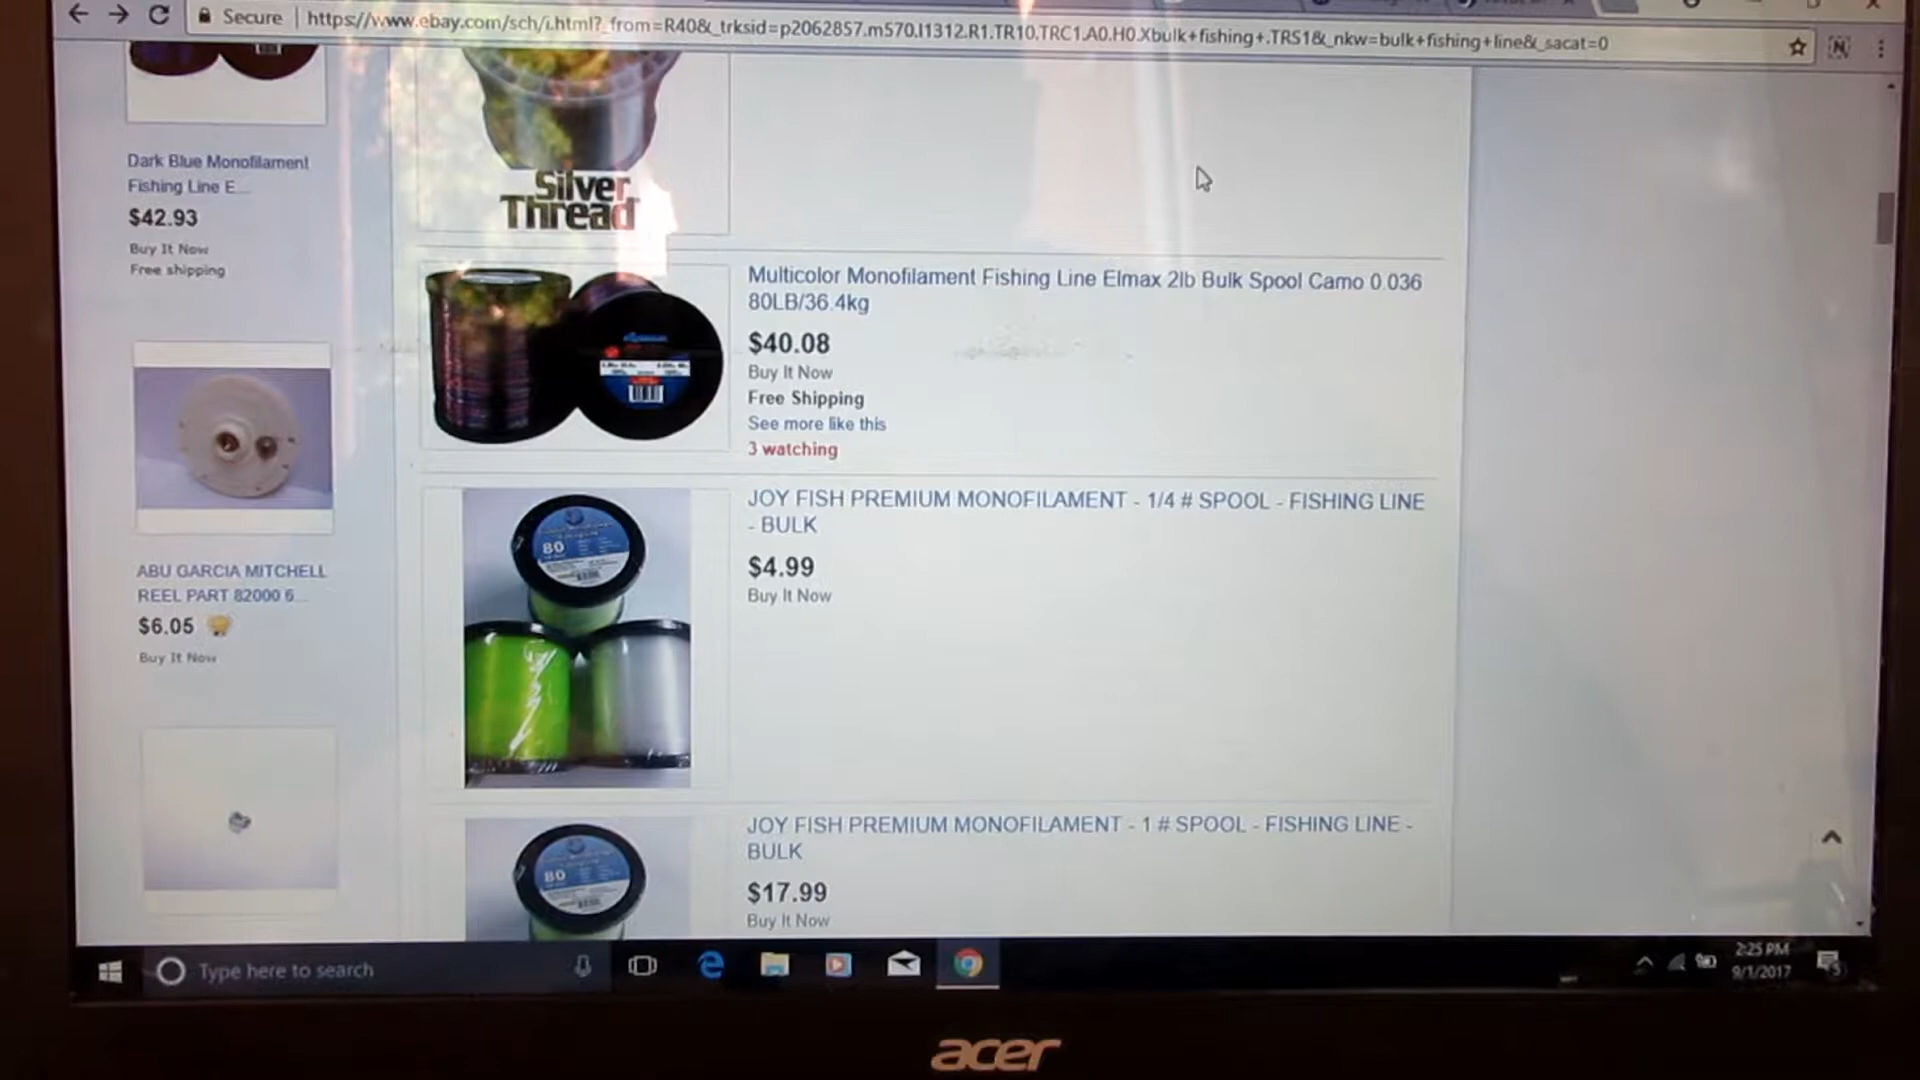 Secure
https://www.ebay.com/sch/i.html?_from=R40&_trksid=p2062857.m570.l1312.R1.TR10.TRC1.A0.H0.Xbulk+fishing+.TRS1&_nkw=bulk+fishing+line&_sacat=0
Dark Blue Monofilament
Fishing Line E...
$42.93
Buy It Now
Free shipping
ABU GARCIA MITCHELL
REEL PART 82000 6...
$6.05
Buy It Now
Silver
Thread
Multicolor Monofilament Fishing Line Elmax 2lb Bulk Spool Camo 0.036
80LB/36.4kg
$40.08
Buy It Now
Free Shipping
See more like this
3 watching
80
JOY FISH PREMIUM MONOFILAMENT - 1/4 # SPOOL - FISHING LINE
- BULK
$4.99
Buy It Now
80
JOY FISH PREMIUM MONOFILAMENT - 1 # SPOOL - FISHING LINE -
BULK
$17.99
Buy It Now
Type here to search
2:25 PM
9/1/2017
acer